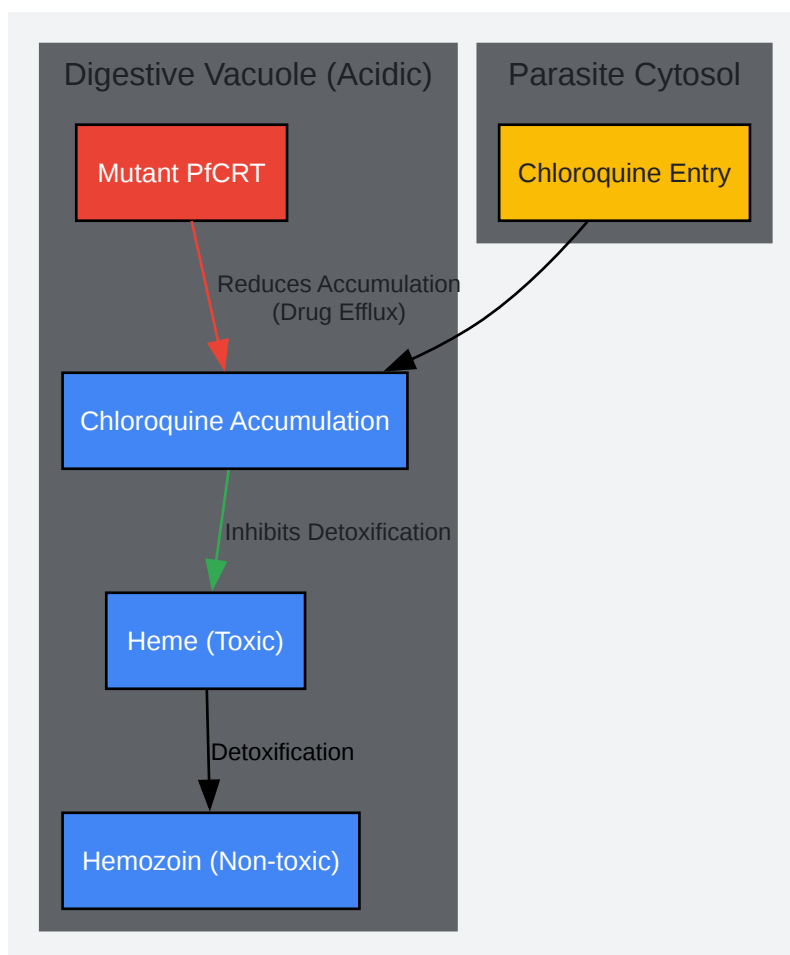 Digestive Vacuole (Acidic)
Parasite Cytosol
Mutant PfCRT
Chloroquine Entry
Reduces Accumulation
(Drug Efflux)
Chloroquine Accumulation
Inhibits Detoxification
Heme (Toxic)
Detoxification
Hemozoin (Non-toxic)